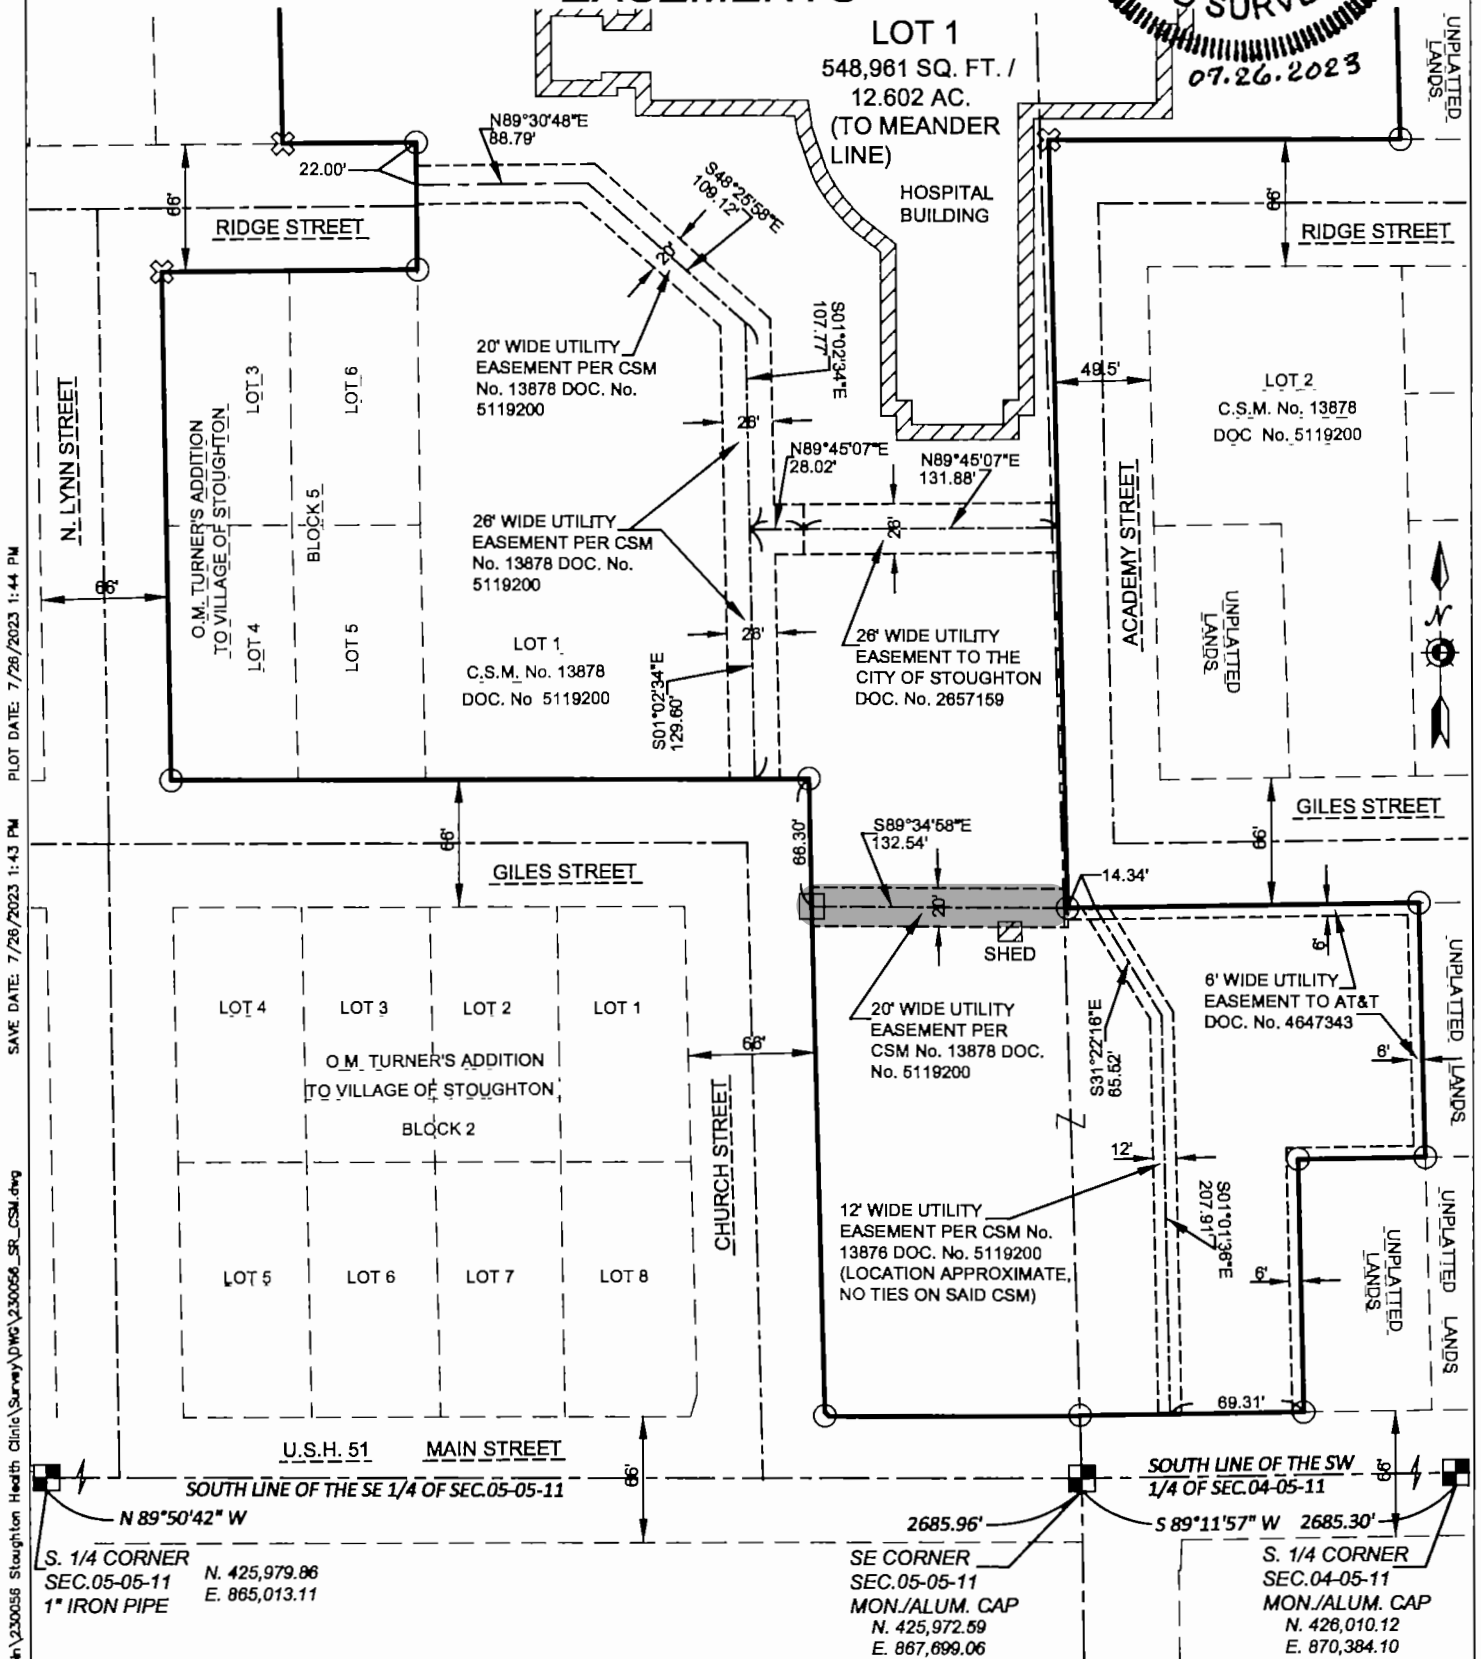 LOT 1
548,961 SQ. FT. /
12.602 AC.
(TO MEANDER
LINE)
07.26.2023
UNPLATTED
LANDS
N89°30'48"E
88.79'
22.00'
66'
RIDGE STREET
S48°25'58"E
109.12'
20'
HOSPITAL
BUILDING
66'
RIDGE STREET
S01°02'34"E
107.77'
20' WIDE UTILITY
EASEMENT PER CSM
No. 13878 DOC. No.
5119200
49.5'
LOT 2
C.S.M. No. 13878
DOC No. 5119200
N. LYNN STREET
O.M. TURNER'S ADDITION
TO VILLAGE OF STOUGHTON
LOT 3
LOT 6
BLOCK 5
LOT 4
LOT 5
66'
26'
N89°45'07"E
28.02'
N89°45'07"E
131.88'
26'
ACADEMY STREET
26' WIDE UTILITY
EASEMENT PER CSM
No. 13878 DOC. No.
5119200
26'
LOT 1
C.S.M. No. 13878
DOC. No 5119200
S01°02'34"E
129.60'
26' WIDE UTILITY
EASEMENT TO THE
CITY OF STOUGHTON
DOC. No. 2657159
UNPLATTED
LANDS
N
GILES STREET
66'
66.30'
S89°34'58"E
132.54'
14.34'
66'
GILES STREET
20'
SHED
6'
LOT 4
LOT 3
LOT 2
LOT 1
O.M. TURNER'S ADDITION
TO VILLAGE OF STOUGHTON
BLOCK 2
LOT 5
LOT 6
LOT 7
LOT 8
66'
CHURCH STREET
20' WIDE UTILITY
EASEMENT PER
CSM No. 13878 DOC.
No. 5119200
S31°22'16"E
65.52'
6' WIDE UTILITY
EASEMENT TO AT&T
DOC. No. 4647343
6'
UNPLATTED LANDS
12'
12' WIDE UTILITY
EASEMENT PER CSM No.
13876 DOC. No. 5119200
(LOCATION APPROXIMATE,
NO TIES ON SAID CSM)
S01°01'36"E
207.91'
6'
UNPLATTED
LANDS
UNPLATTED LANDS
69.31'
U.S.H. 51 MAIN STREET
66'
SOUTH LINE OF THE SE 1/4 OF SEC.05-05-11
SOUTH LINE OF THE SW
1/4 OF SEC.04-05-11
66'
N 89°50'42" W
2685.96'
S 89°11'57" W 2685.30'
S. 1/4 CORNER
SEC.05-05-11
1" IRON PIPE
N. 425,979.86
E. 865,013.11
SE CORNER
SEC.05-05-11
MON./ALUM. CAP
N. 425,972.59
E. 867,699.06
S. 1/4 CORNER
SEC.04-05-11
MON./ALUM. CAP
N. 426,010.12
E. 870,384.10
230056 Stoughton Health Clinic\Survey\DWG\230056_SR_CSM.dwg SAVE DATE: 7/26/2023 1:43 PM PLOT DATE: 7/26/2023 1:44 PM